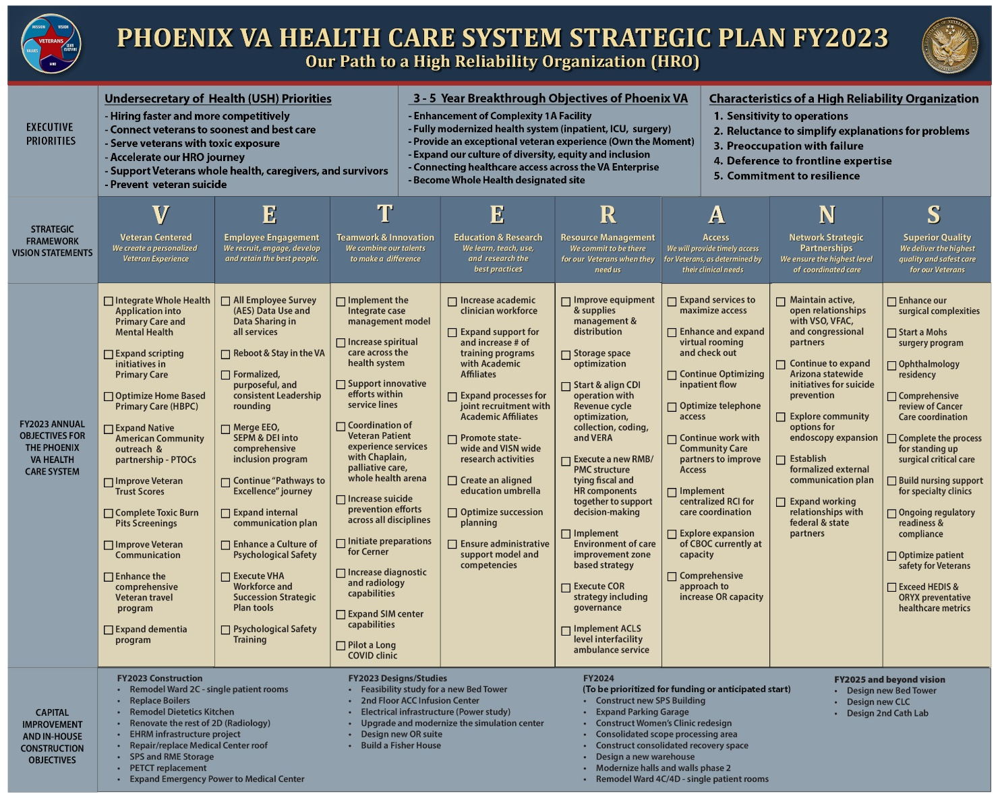 MISSION
VISION
VETERANS
VALUES
LEAN
CULTURE
HRO
PHOENIX VA HEALTH CARE SYSTEM STRATEGIC PLAN FY2023
Our Path to a High Reliability Organization (HRO)
EXECUTIVE
PRIORITIES
Undersecretary of Health (USH) Priorities
- Hiring faster and more competitively
- Connect veterans to soonest and best care
- Serve veterans with toxic exposure
- Accelerate our HRO journey
- Support Veterans whole health, caregivers, and survivors
- Prevent veteran suicide
3 - 5 Year Breakthrough Objectives of Phoenix VA
- Enhancement of Complexity 1A Facility
- Fully modernized health system (inpatient, ICU, surgery)
- Provide an exceptional veteran experience (Own the Moment)
- Expand our culture of diversity, equity and inclusion
- Connecting healthcare access across the VA Enterprise
- Become Whole Health designated site
Characteristics of a High Reliability Organization
1. Sensitivity to operations
2. Reluctance to simplify explanations for problems
3. Preoccupation with failure
4. Deference to frontline expertise
5. Commitment to resilience
STRATEGIC
FRAMEWORK
VISION STATEMENTS
V
Veteran Centered
We create a personalized
Veteran Experience
E
Employee Engagement
We recruit, engage, develop
and retain the best people.
T
Teamwork & Innovation
We combine our talents
to make a difference
E
Education & Research
We learn, teach, use,
and research the
best practices
R
Resource Management
We commit to be there
for our Veterans when they
need us
A
Access
We will provide timely access
for Veterans, as determined by
their clinical needs
N
Network Strategic
Partnerships
We ensure the highest level
of coordinated care
S
Superior Quality
We deliver the highest
quality and safest care
for our Veterans
FY2023 ANNUAL
OBJECTIVES FOR
THE PHOENIX
VA HEALTH
CARE SYSTEM
Integrate Whole Health
Application into
Primary Care and
Mental Health
Expand scripting
initiatives in
Primary Care
Optimize Home Based
Primary Care (HBPC)
Expand Native
American Community
outreach &
partnership - PTOCs
Improve Veteran
Trust Scores
Complete Toxic Burn
Pits Screenings
Improve Veteran
Communication
Enhance the
comprehensive
Veteran travel
program
Expand dementia
program
All Employee Survey
(AES) Data Use and
Data Sharing in
all services
Reboot & Stay in the VA
Formalized,
purposeful, and
consistent Leadership
rounding
Merge EEO,
SEPM & DEI into
comprehensive
inclusion program
Continue “Pathways to
Excellence” journey
Expand internal
communication plan
Enhance a Culture of
Psychological Safety
Execute VHA
Workforce and
Succession Strategic
Plan tools
Psychological Safety
Training
Implement the
Integrate case
management model
Increase spiritual
care across the
health system
Support innovative
efforts within
service lines
Coordination of
Veteran Patient
experience services
with Chaplain,
palliative care,
whole health arena
Increase suicide
prevention efforts
across all disciplines
Initiate preparations
for Cerner
Increase diagnostic
and radiology
capabilities
Expand SIM center
capabilities
Pilot a Long
COVID clinic
Increase academic
clinician workforce
Expand support for
and increase # of
training programs
with Academic
Affiliates
Expand processes for
joint recruitment with
Academic Affiliates
Promote state-
wide and VISN wide
research activities
Create an aligned
education umbrella
Optimize succession
planning
Ensure administrative
support model and
competencies
Improve equipment
& supplies
management &
distribution
Storage space
optimization
Start & align CDI
operation with
Revenue cycle
optimization,
collection, coding,
and VERA
Execute a new RMB/
PMC structure
tying fiscal and
HR components
together to support
decision-making
Implement
Environment of care
improvement zone
based strategy
Execute COR
strategy including
governance
Implement ACLS
level interfacility
ambulance service
Expand services to
maximize access
Enhance and expand
virtual rooming
and check out
Continue Optimizing
inpatient flow
Optimize telephone
access
Continue work with
Community Care
partners to improve
Access
Implement
centralized RCI for
care coordination
Explore expansion
of CBOC currently at
capacity
Comprehensive
approach to
increase OR capacity
Maintain active,
open relationships
with VSO, VFAC,
and congressional
partners
Continue to expand
Arizona statewide
initiatives for suicide
prevention
Explore community
options for
endoscopy expansion
Establish
formalized external
communication plan
Expand working
relationships with
federal & state
partners
Enhance our
surgical complexities
Start a Mohs
surgery program
Ophthalmology
residency
Comprehensive
review of Cancer
Care coordination
Complete the process
for standing up
surgical critical care
Build nursing support
for specialty clinics
Ongoing regulatory
readiness &
compliance
Optimize patient
safety for Veterans
Exceed HEDIS &
ORYX preventative
healthcare metrics
CAPITAL
IMPROVEMENT
AND IN-HOUSE
CONSTRUCTION
OBJECTIVES
FY2023 Construction
• Remodel Ward 2C - single patient rooms
• Replace Boilers
• Remodel Dietetics Kitchen
• Renovate the rest of 2D (Radiology)
• EHRM infrastructure project
• Repair/replace Medical Center roof
• SPS and RME Storage
• PETCT replacement
• Expand Emergency Power to Medical Center
FY2023 Designs/Studies
• Feasibility study for a new Bed Tower
• 2nd Floor ACC Infusion Center
• Electrical infrastructure (Power study)
• Upgrade and modernize the simulation center
• Design new OR suite
• Build a Fisher House
FY2024
(To be prioritized for funding or anticipated start)
• Construct new SPS Building
• Expand Parking Garage
• Construct Women’s Clinic redesign
• Consolidated scope processing area
• Construct consolidated recovery space
• Design a new warehouse
• Modernize halls and walls phase 2
• Remodel Ward 4C/4D - single patient rooms
FY2025 and beyond vision
• Design new Bed Tower
• Design new CLC
• Design 2nd Cath Lab